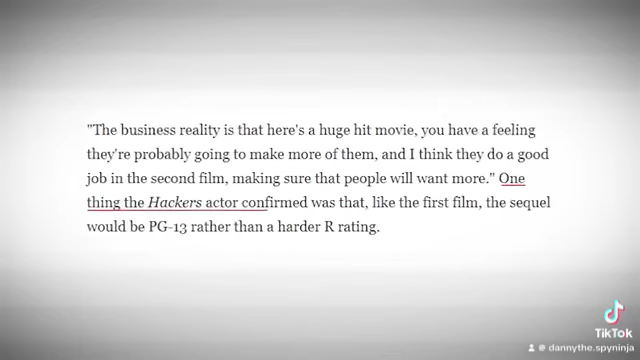 "The business reality is that here's a huge hit movie, you have a feeling
they're probably going to make more of them, and I think they do a good
job in the second film, making sure that people will want more." One
thing the Hackers actor confirmed was that, like the first film, the sequel
would be PG-13 rather than a harder R rating.
TikTok
@ dannythe.spyninja